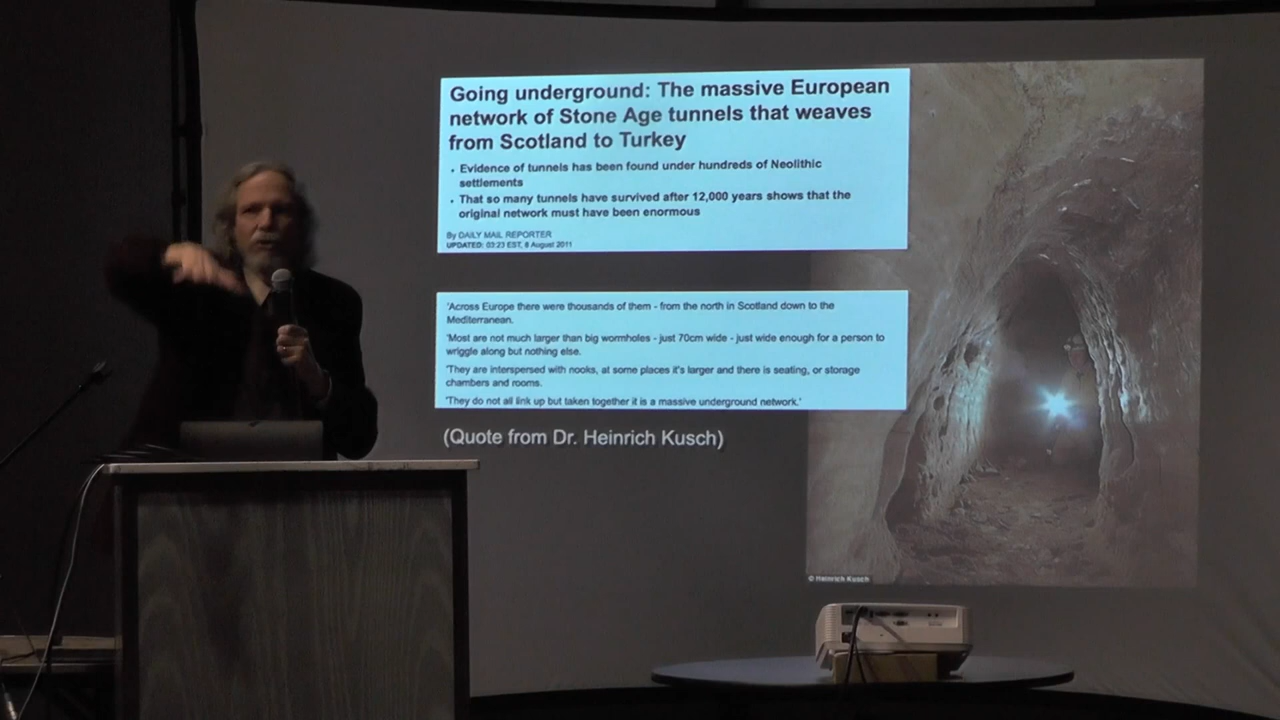 Going underground: The massive European
network of Stone Age tunnels that weaves
from Scotland to Turkey
• Evidence of tunnels has been found under hundreds of Neolithic
settlements
• That so many tunnels have survived after 12,000 years shows that the
original network must have been enormous
By DAILY MAIL REPORTER
UPDATED: 03:23 EST, 8 August 2011
'Across Europe there were thousands of them - from the north in Scotland down to the
Mediterranean.
'Most are not much larger than big wormholes - just 70cm wide - just wide enough for a person to
wriggle along but nothing else.
'They are interspersed with nooks, at some places it's larger and there is seating, or storage
chambers and rooms.
'They do not all link up but taken together it is a massive underground network.'
(Quote from Dr. Heinrich Kusch)
© Heinrich Kusch